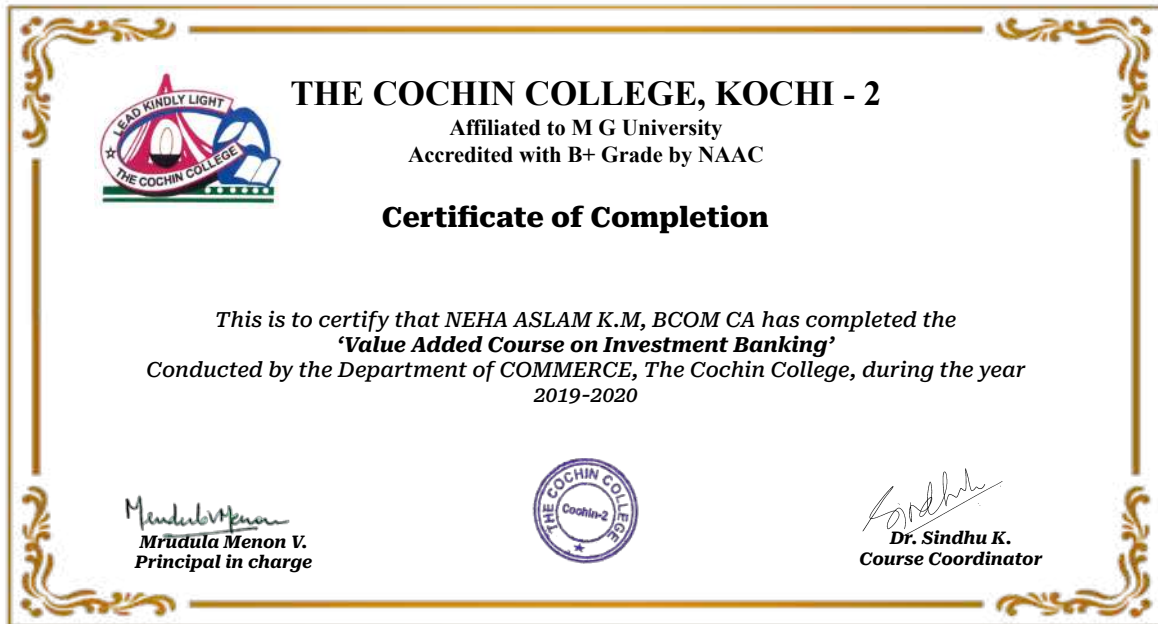 LEAD KINDLY LIGHT
THE COCHIN COLLEGE
THE COCHIN COLLEGE, KOCHI - 2
Affiliated to M G University
Accredited with B+ Grade by NAAC
Certificate of Completion
This is to certify that NEHA ASLAM K.M, BCOM CA has completed the
‘Value Added Course on Investment Banking’
Conducted by the Department of COMMERCE, The Cochin College, during the year
2019-2020
THE COCHIN COLLEGE
Cochin-2
Sindhu
Mrudula Menon V.
Principal in charge
Dr. Sindhu K.
Course Coordinator